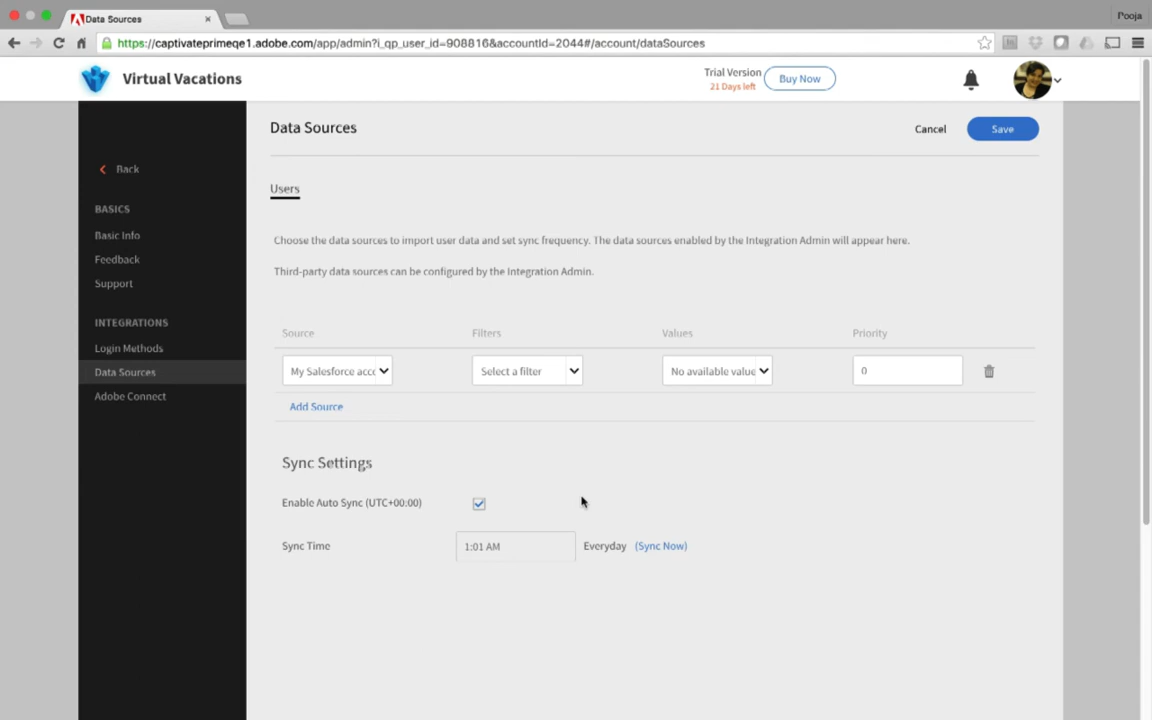 Data Sources
Pooja
https://captivateprimeqe1.adobe.com/app/admin?i_qp_user_id=908816&accountId=2044#/account/dataSources
Virtual Vacations
Trial Version
21 Days left
Buy Now
Data Sources
Cancel
Save
Back
BASICS
Basic Info
Feedback
Support
INTEGRATIONS
Login Methods
Data Sources
Adobe Connect
Users
Choose the data sources to import user data and set sync frequency. The data sources enabled by the Integration Admin will appear here.
Third-party data sources can be configured by the Integration Admin.
Source Filters Values Priority
My Salesforce acc Select a filter No available value 0
Add Source
Sync Settings
Enable Auto Sync (UTC+00:00)
Sync Time 1:01 AM Everyday (Sync Now)